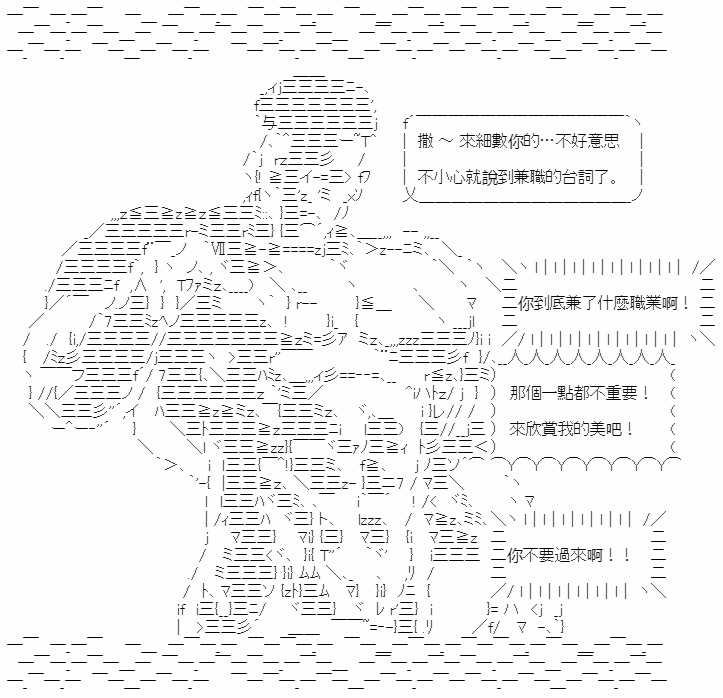 撒 ～ 來細數你的…不好意思
不小心就說到兼職的台詞了。
你到底兼了什麼職業啊！
那個一點都不重要！
來欣賞我的美吧！
你不要過來啊！！